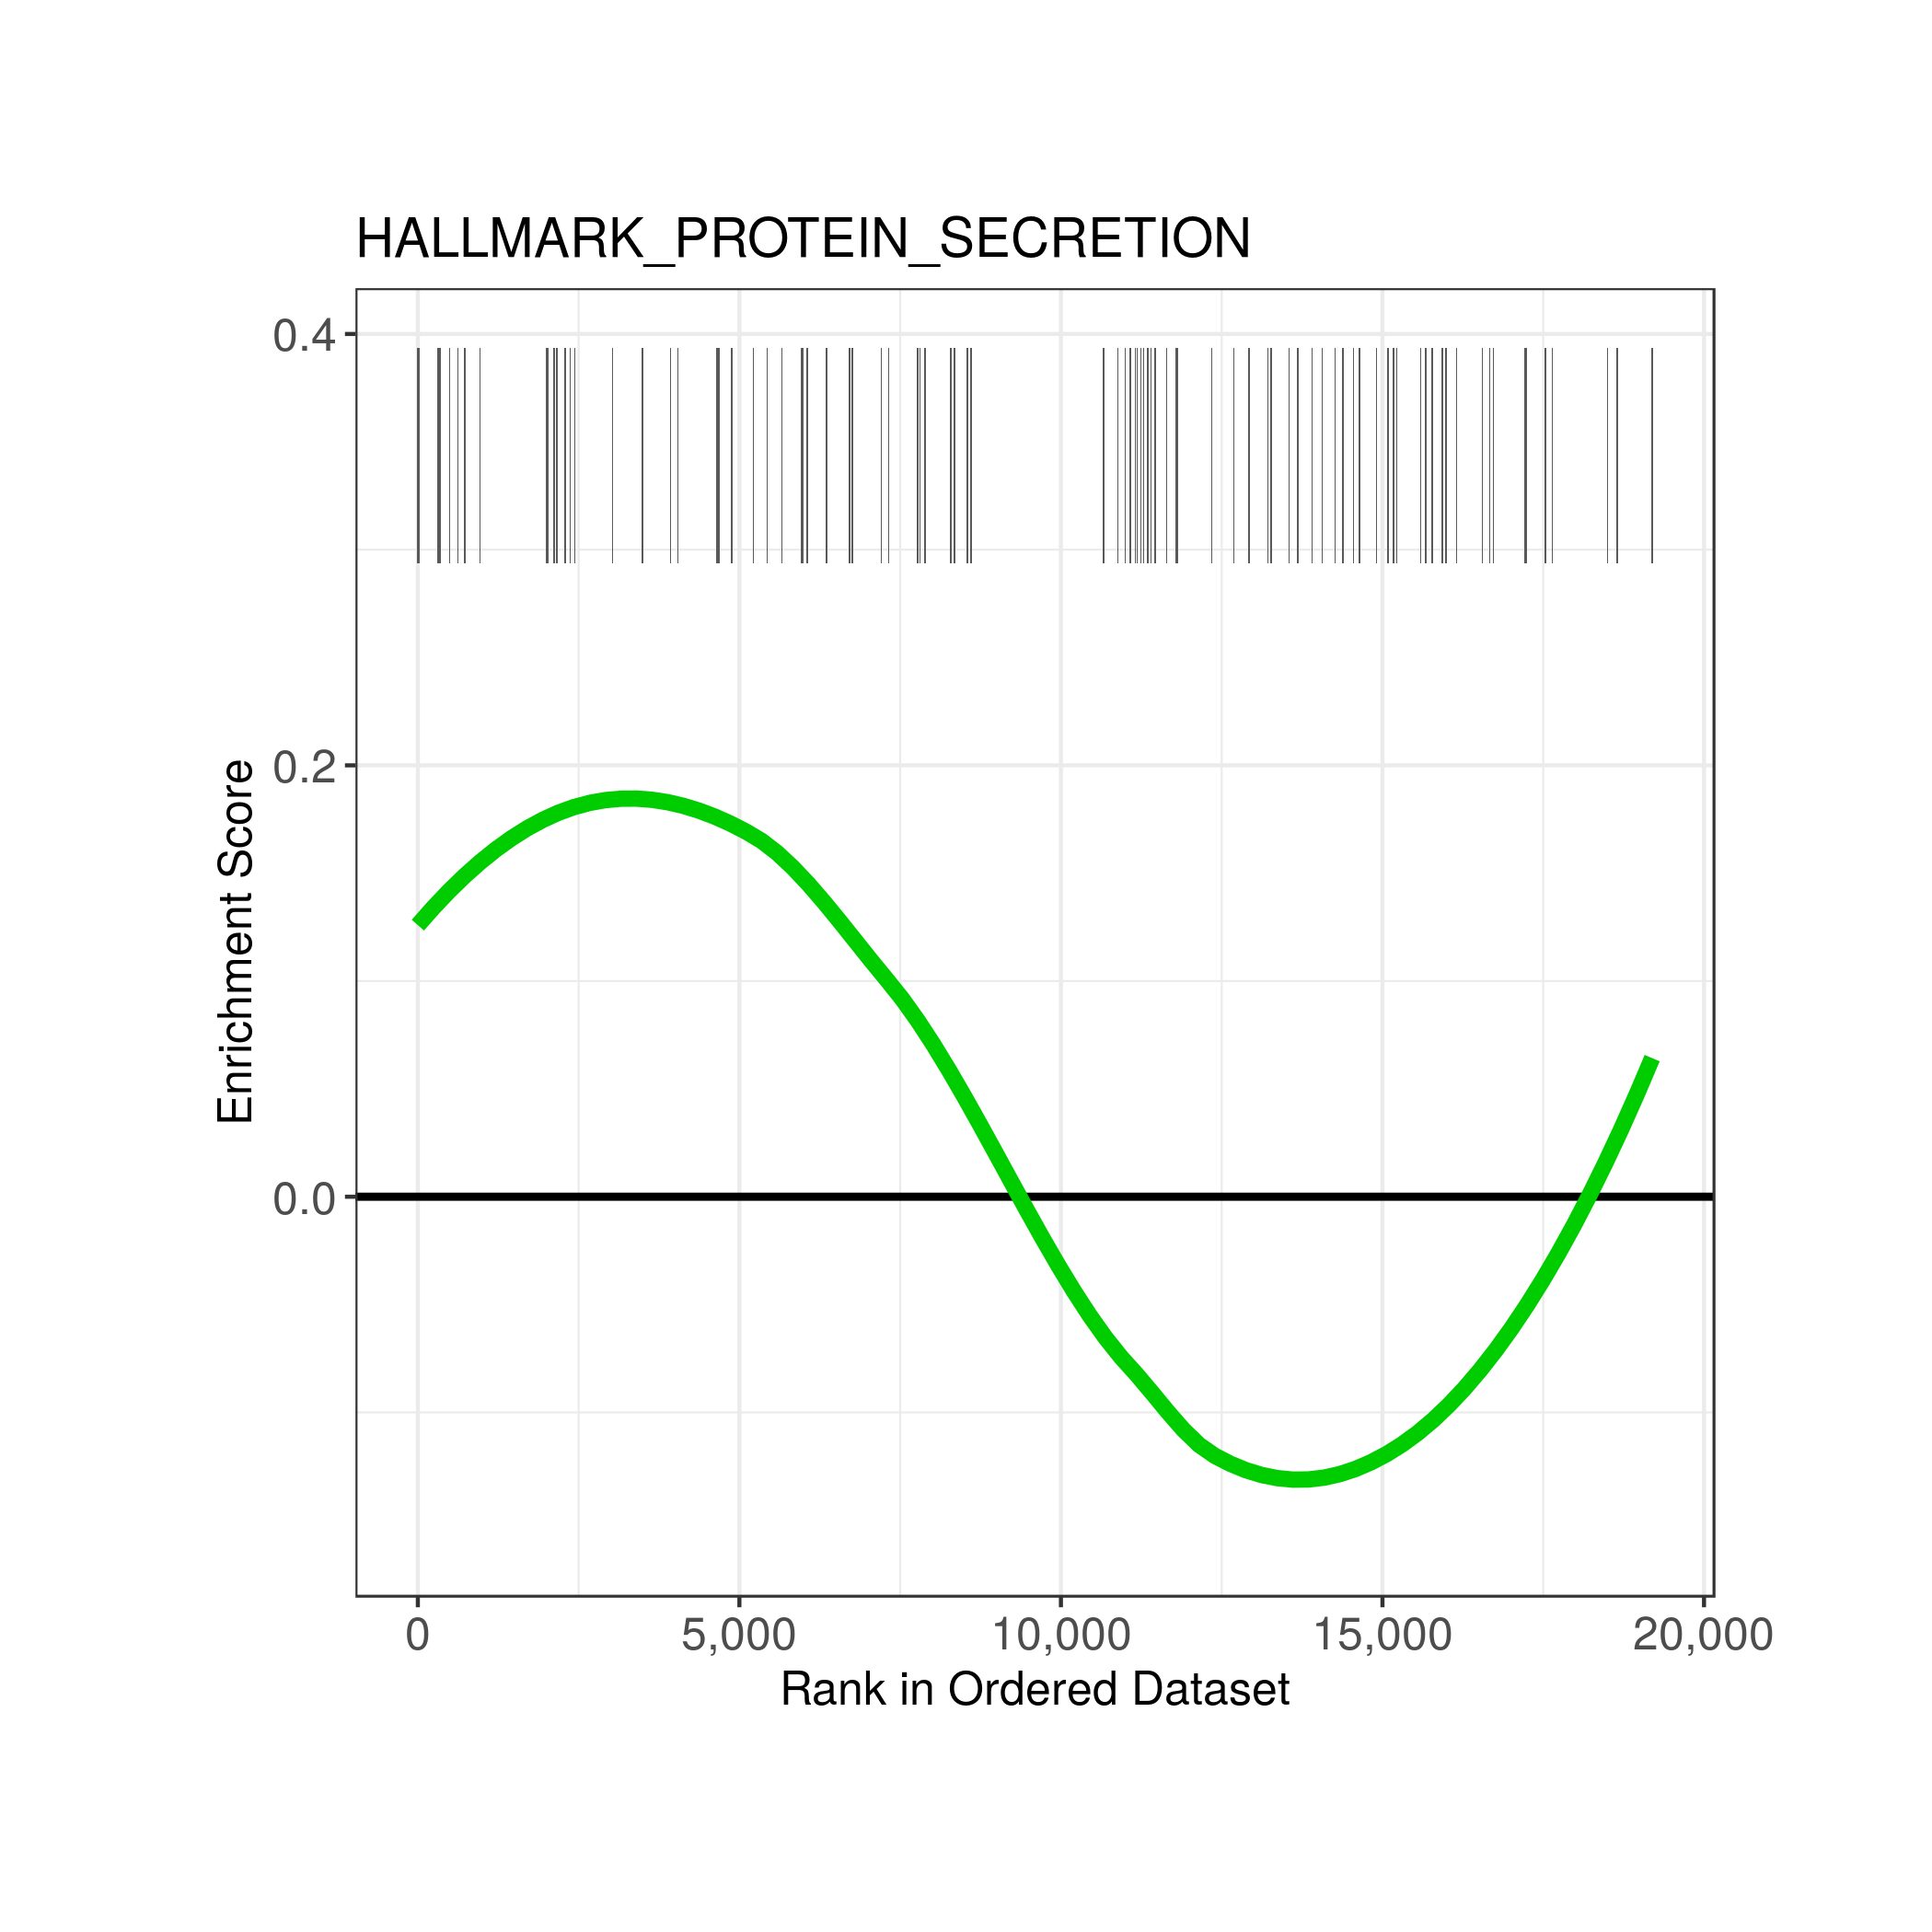 HALLMARK_PROTEIN_SECRETION
0.4
0.2
0.0
Enrichment Score
0 5,000 10,000 15,000 20,000
Rank in Ordered Dataset